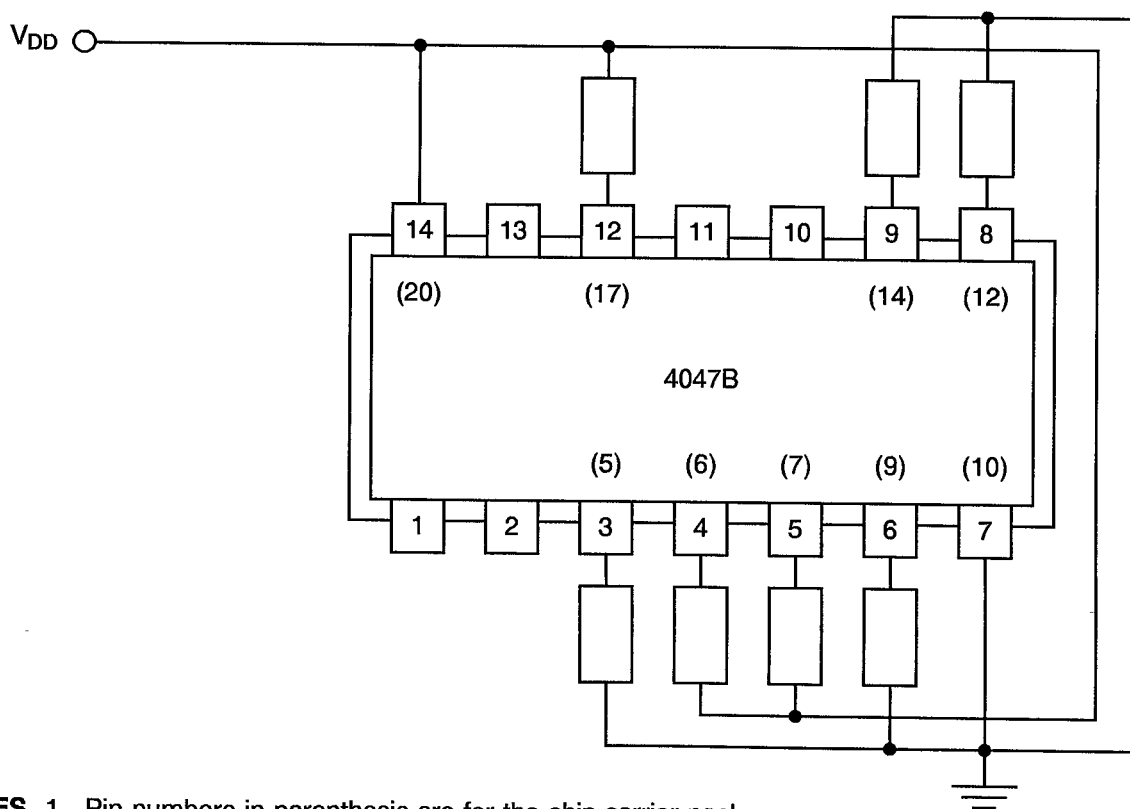 VDD
14 13 12 11 10 9 8
(20) (17) (14) (12)
4047B
(5) (6) (7) (9) (10)
1 2 3 4 5 6 7
1. Pin numbers in parenthesis are for the chip carrier